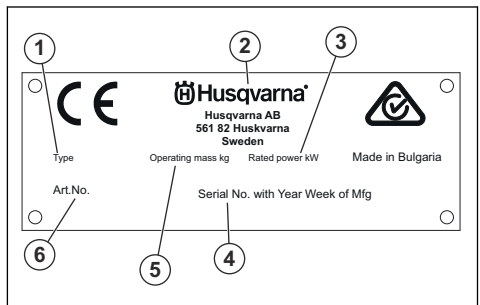 1
2
3
CE
Husqvarna
Husqvarna AB
561 82 Huskvarna
Sweden
Type
Operating mass kg
Rated power kW
Made in Bulgaria
Art.No.
Serial No. with Year Week of Mfg
6
5
4